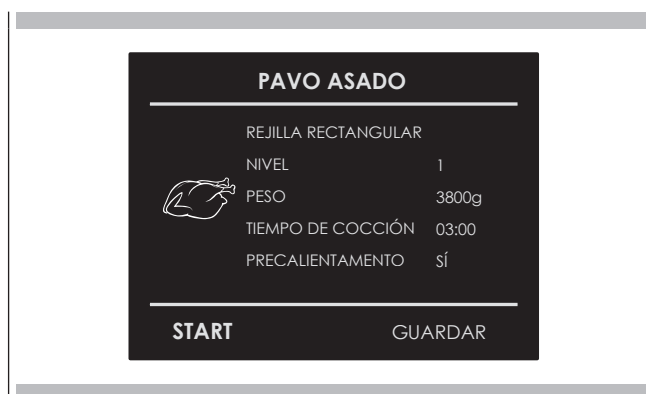 PAVO ASADO
REJILLA RECTANGULAR
NIVEL 1
PESO 3800g
TIEMPO DE COCCIÓN 03:00
PRECALIENTAMENTO SÍ
START GUARDAR